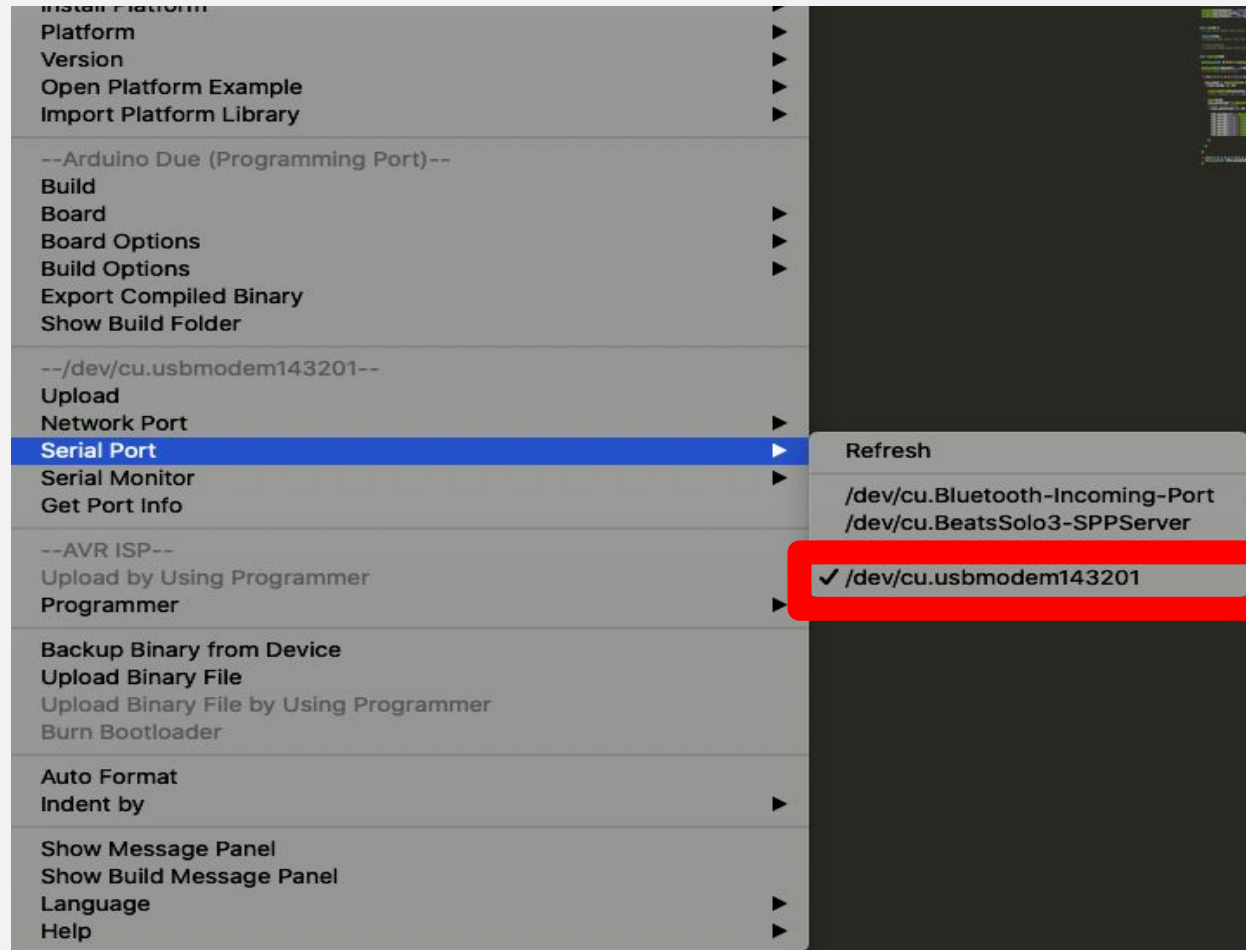 Install Platform
Platform
Version
Open Platform Example
Import Platform Library
--Arduino Due (Programming Port)--
Build
Board
Board Options
Build Options
Export Compiled Binary
Show Build Folder
--/dev/cu.usbmodem143201--
Upload
Network Port
Serial Port
Serial Monitor
Get Port Info
--AVR ISP--
Upload by Using Programmer
Programmer
Backup Binary from Device
Upload Binary File
Upload Binary File by Using Programmer
Burn Bootloader
Auto Format
Indent by
Show Message Panel
Show Build Message Panel
Language
Help
Refresh
/dev/cu.Bluetooth-Incoming-Port
/dev/cu.BeatsSolo3-SPPServer
✓ /dev/cu.usbmodem143201